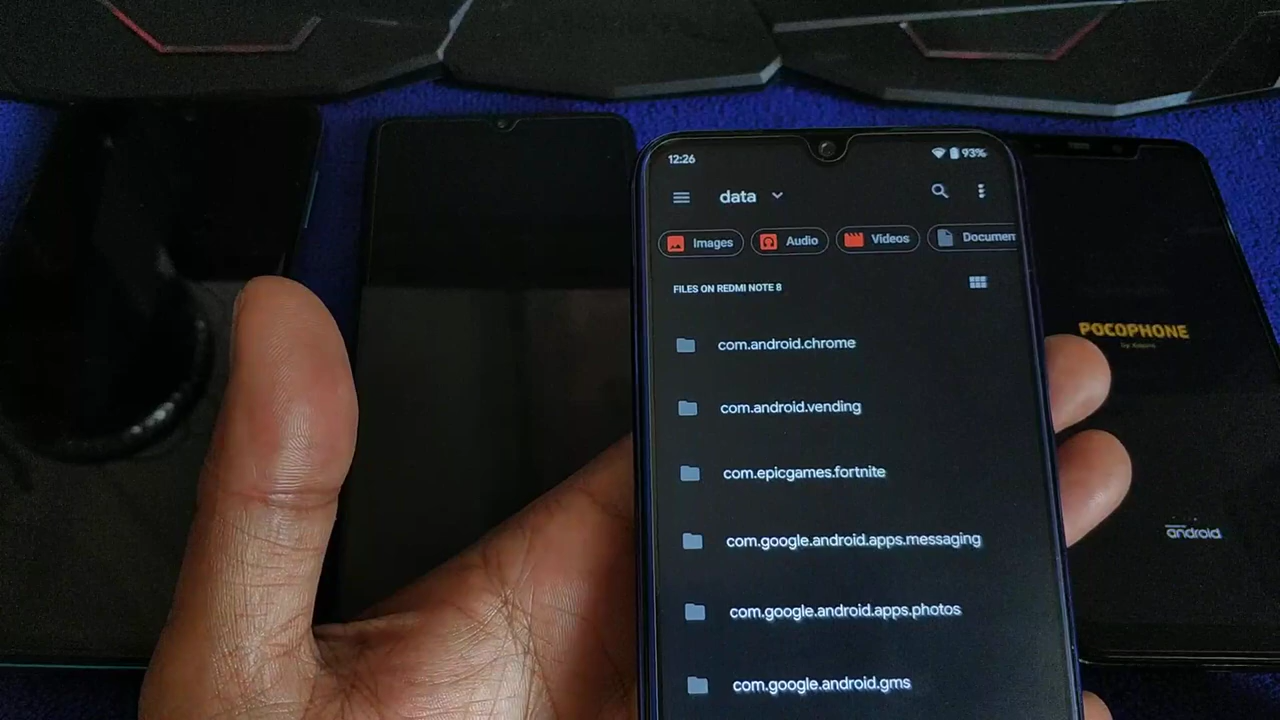 12:26
93%
data
Images
Audio
Videos
Documen
FILES ON REDMI NOTE 8
com.android.chrome
com.android.vending
com.epicgames.fortnite
com.google.android.apps.messaging
com.google.android.apps.photos
com.google.android.gms
POCOPHONE
by Xiaomi
android